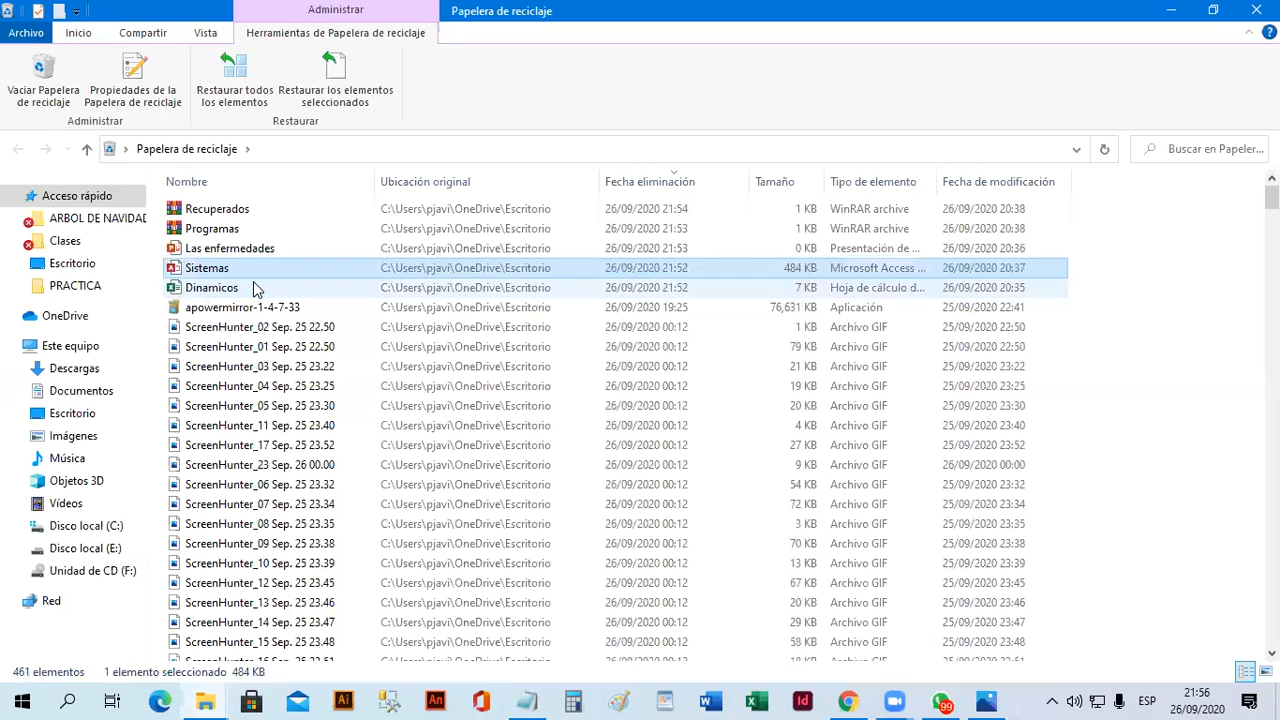 Administrar Papelera de reciclaje
Archivo Inicio Compartir Vista Herramientas de Papelera de reciclaje
Vaciar Papelera de reciclaje
Propiedades de la Papelera de reciclaje
Restaurar todos los elementos
Restaurar los elementos seleccionados
Administrar Restaurar
Papelera de reciclaje
Buscar en Papeler...
Nombre Ubicación original Fecha eliminación Tamaño Tipo de elemento Fecha de modificación
Recuperados C:\Users\pjavi\OneDrive\Escritorio 26/09/2020 21:54 1 KB WinRAR archive 26/09/2020 20:38
Programas C:\Users\pjavi\OneDrive\Escritorio 26/09/2020 21:53 1 KB WinRAR archive 26/09/2020 20:38
Las enfermedades C:\Users\pjavi\OneDrive\Escritorio 26/09/2020 21:53 0 KB Presentación de ... 26/09/2020 20:36
Sistemas C:\Users\pjavi\OneDrive\Escritorio 26/09/2020 21:52 484 KB Microsoft Access ... 26/09/2020 20:37
Dinamicos C:\Users\pjavi\OneDrive\Escritorio 26/09/2020 21:52 7 KB Hoja de cálculo d... 26/09/2020 20:35
apowermirror-1-4-7-33 C:\Users\pjavi\OneDrive\Escritorio 26/09/2020 19:25 76,631 KB Aplicación 25/09/2020 22:41
ScreenHunter_02 Sep. 25 22.50 C:\Users\pjavi\OneDrive\Escritorio 26/09/2020 00:12 1 KB Archivo GIF 25/09/2020 22:50
ScreenHunter_01 Sep. 25 22.50 C:\Users\pjavi\OneDrive\Escritorio 26/09/2020 00:12 79 KB Archivo GIF 25/09/2020 22:50
ScreenHunter_03 Sep. 25 23.22 C:\Users\pjavi\OneDrive\Escritorio 26/09/2020 00:12 21 KB Archivo GIF 25/09/2020 23:22
ScreenHunter_04 Sep. 25 23.25 C:\Users\pjavi\OneDrive\Escritorio 26/09/2020 00:12 19 KB Archivo GIF 25/09/2020 23:25
ScreenHunter_05 Sep. 25 23.30 C:\Users\pjavi\OneDrive\Escritorio 26/09/2020 00:12 20 KB Archivo GIF 25/09/2020 23:30
ScreenHunter_11 Sep. 25 23.40 C:\Users\pjavi\OneDrive\Escritorio 26/09/2020 00:12 4 KB Archivo GIF 25/09/2020 23:40
ScreenHunter_17 Sep. 25 23.52 C:\Users\pjavi\OneDrive\Escritorio 26/09/2020 00:12 27 KB Archivo GIF 25/09/2020 23:52
ScreenHunter_23 Sep. 26 00.00 C:\Users\pjavi\OneDrive\Escritorio 26/09/2020 00:12 9 KB Archivo GIF 26/09/2020 00:00
ScreenHunter_06 Sep. 25 23.32 C:\Users\pjavi\OneDrive\Escritorio 26/09/2020 00:12 54 KB Archivo GIF 25/09/2020 23:32
ScreenHunter_07 Sep. 25 23.34 C:\Users\pjavi\OneDrive\Escritorio 26/09/2020 00:12 72 KB Archivo GIF 25/09/2020 23:34
ScreenHunter_08 Sep. 25 23.35 C:\Users\pjavi\OneDrive\Escritorio 26/09/2020 00:12 3 KB Archivo GIF 25/09/2020 23:35
ScreenHunter_09 Sep. 25 23.38 C:\Users\pjavi\OneDrive\Escritorio 26/09/2020 00:12 70 KB Archivo GIF 25/09/2020 23:38
ScreenHunter_10 Sep. 25 23.39 C:\Users\pjavi\OneDrive\Escritorio 26/09/2020 00:12 13 KB Archivo GIF 25/09/2020 23:39
ScreenHunter_12 Sep. 25 23.45 C:\Users\pjavi\OneDrive\Escritorio 26/09/2020 00:12 67 KB Archivo GIF 25/09/2020 23:45
ScreenHunter_13 Sep. 25 23.46 C:\Users\pjavi\OneDrive\Escritorio 26/09/2020 00:12 20 KB Archivo GIF 25/09/2020 23:46
ScreenHunter_14 Sep. 25 23.47 C:\Users\pjavi\OneDrive\Escritorio 26/09/2020 00:12 29 KB Archivo GIF 25/09/2020 23:47
ScreenHunter_15 Sep. 25 23.48 C:\Users\pjavi\OneDrive\Escritorio 26/09/2020 00:12 58 KB Archivo GIF 25/09/2020 23:48
Acceso rápido
ARBOL DE NAVIDAD
Clases
Escritorio
PRACTICA
OneDrive
Este equipo
Descargas
Documentos
Escritorio
Imágenes
Música
Objetos 3D
Vídeos
Disco local (C:)
Disco local (E:)
Unidad de CD (F:)
Red
461 elementos 1 elemento seleccionado 484 KB
Ai An W X Id 99 ESP 21:56
26/09/2020